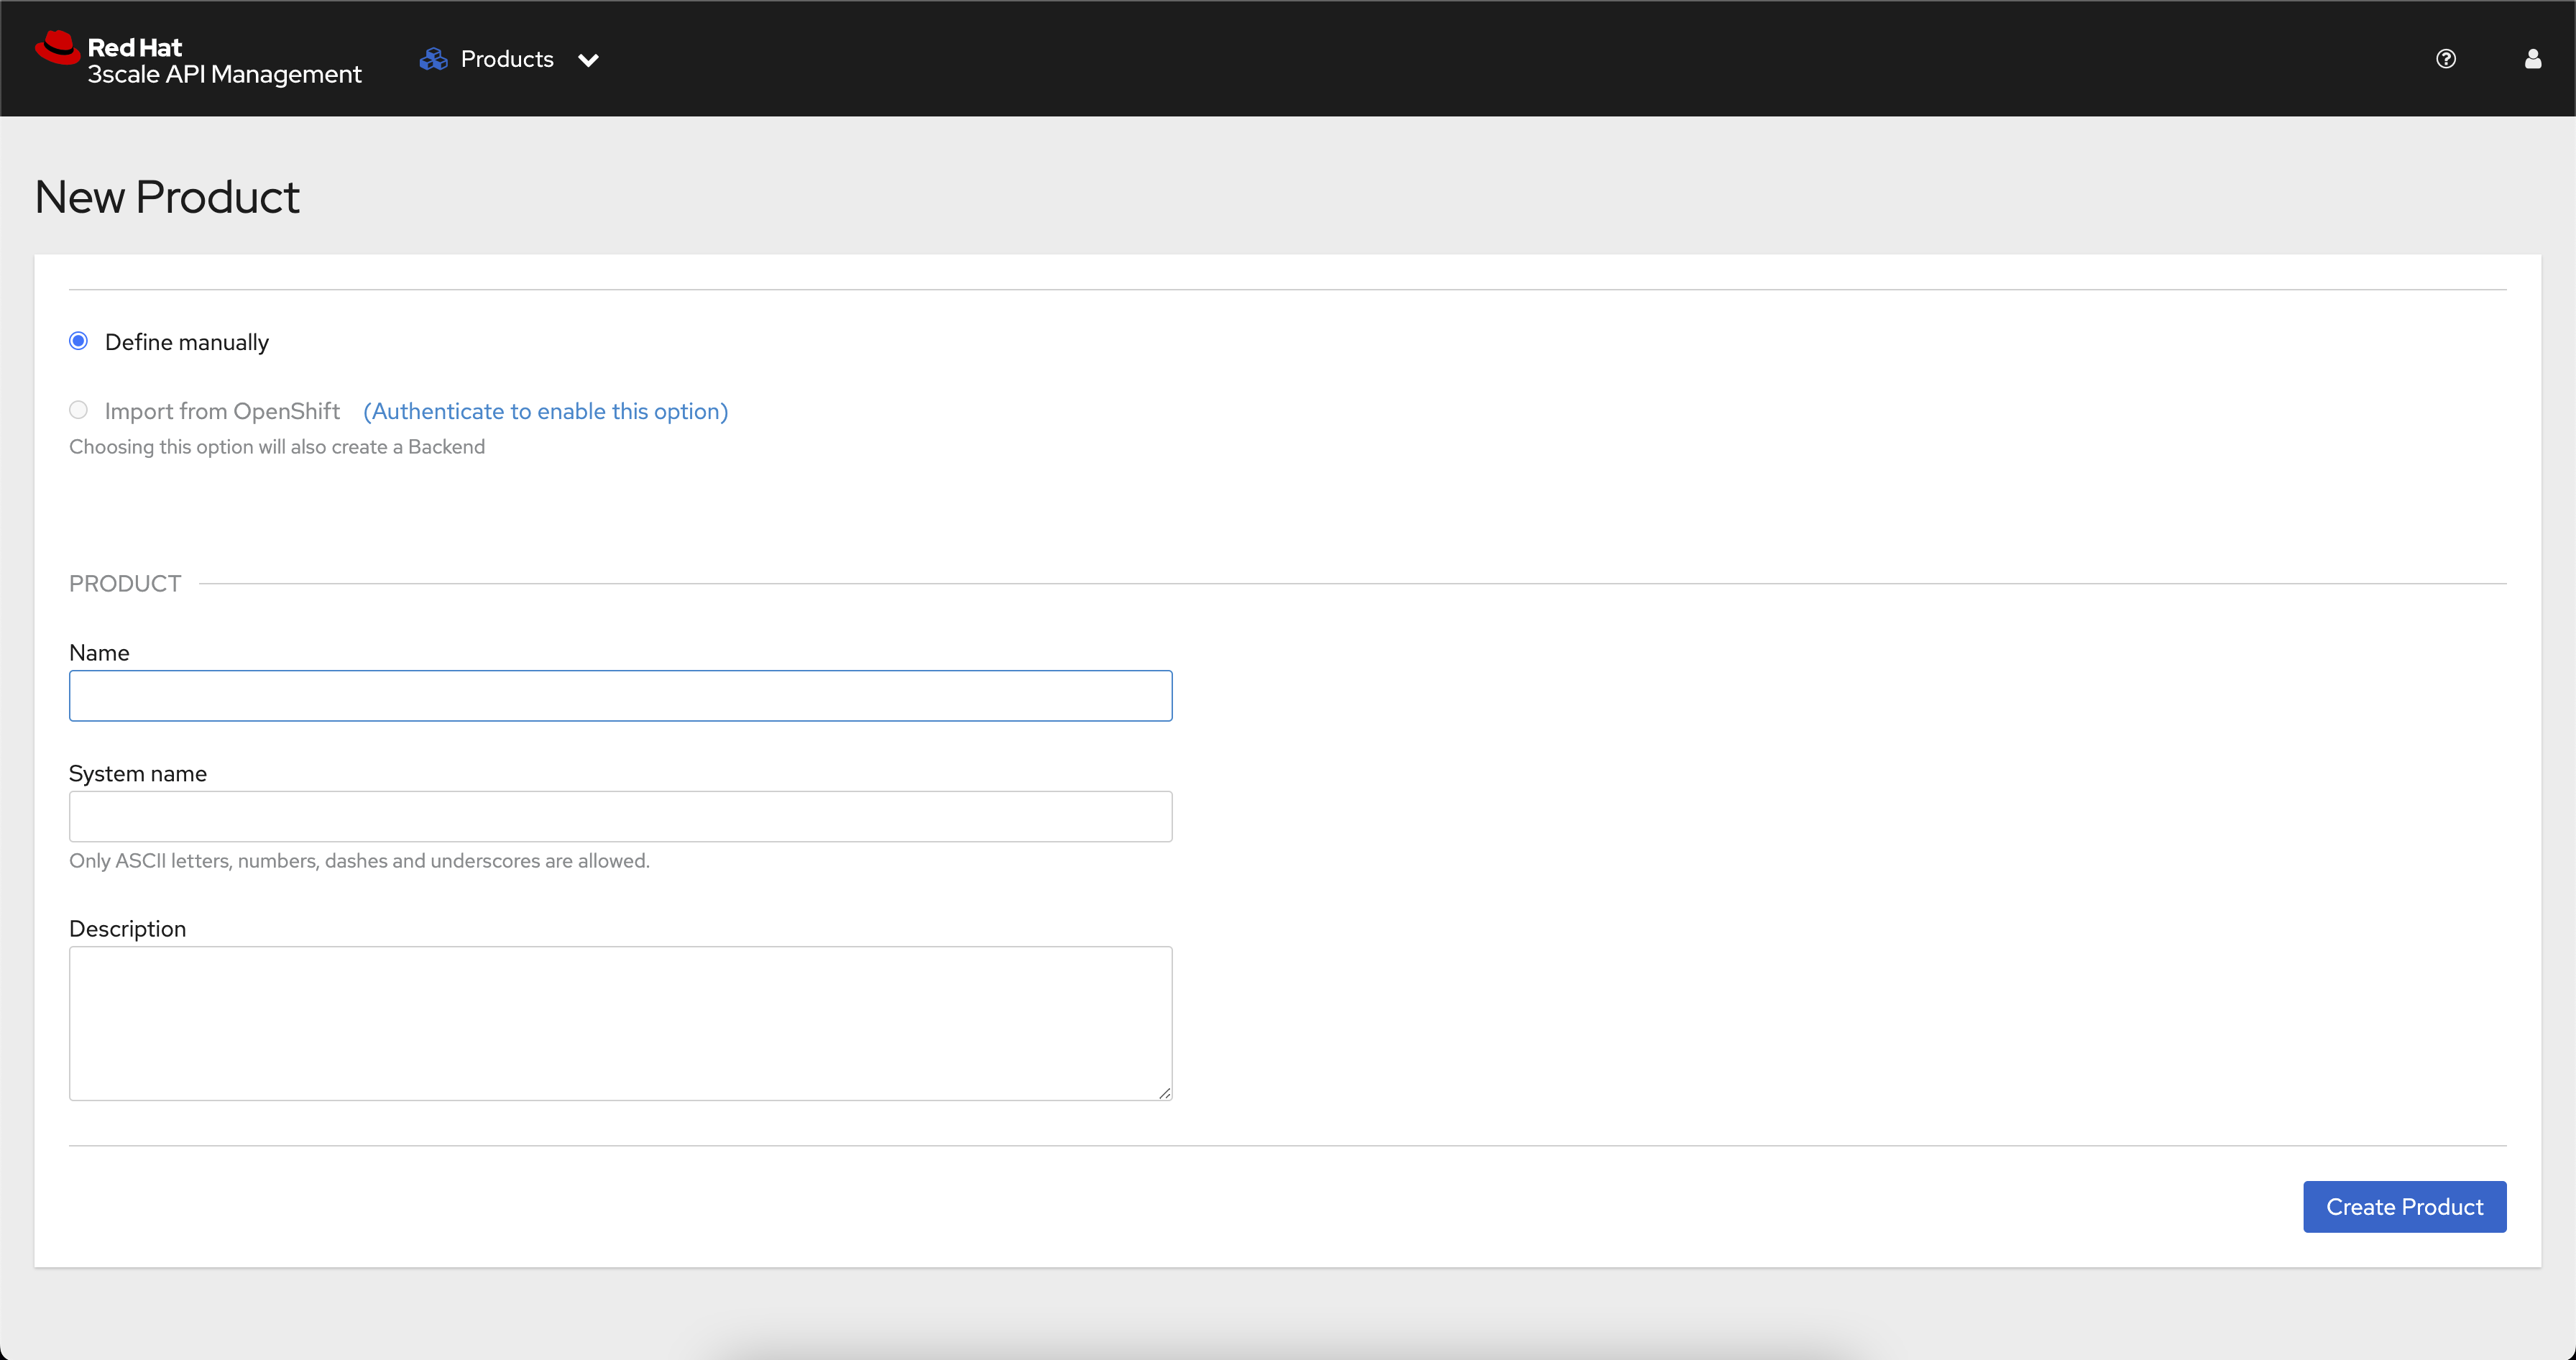 Red Hat
3scale API Management
Products
New Product
Define manually
Import from OpenShift (Authenticate to enable this option)
Choosing this option will also create a Backend
PRODUCT
Name
System name
Only ASCII letters, numbers, dashes and underscores are allowed.
Description
Create Product